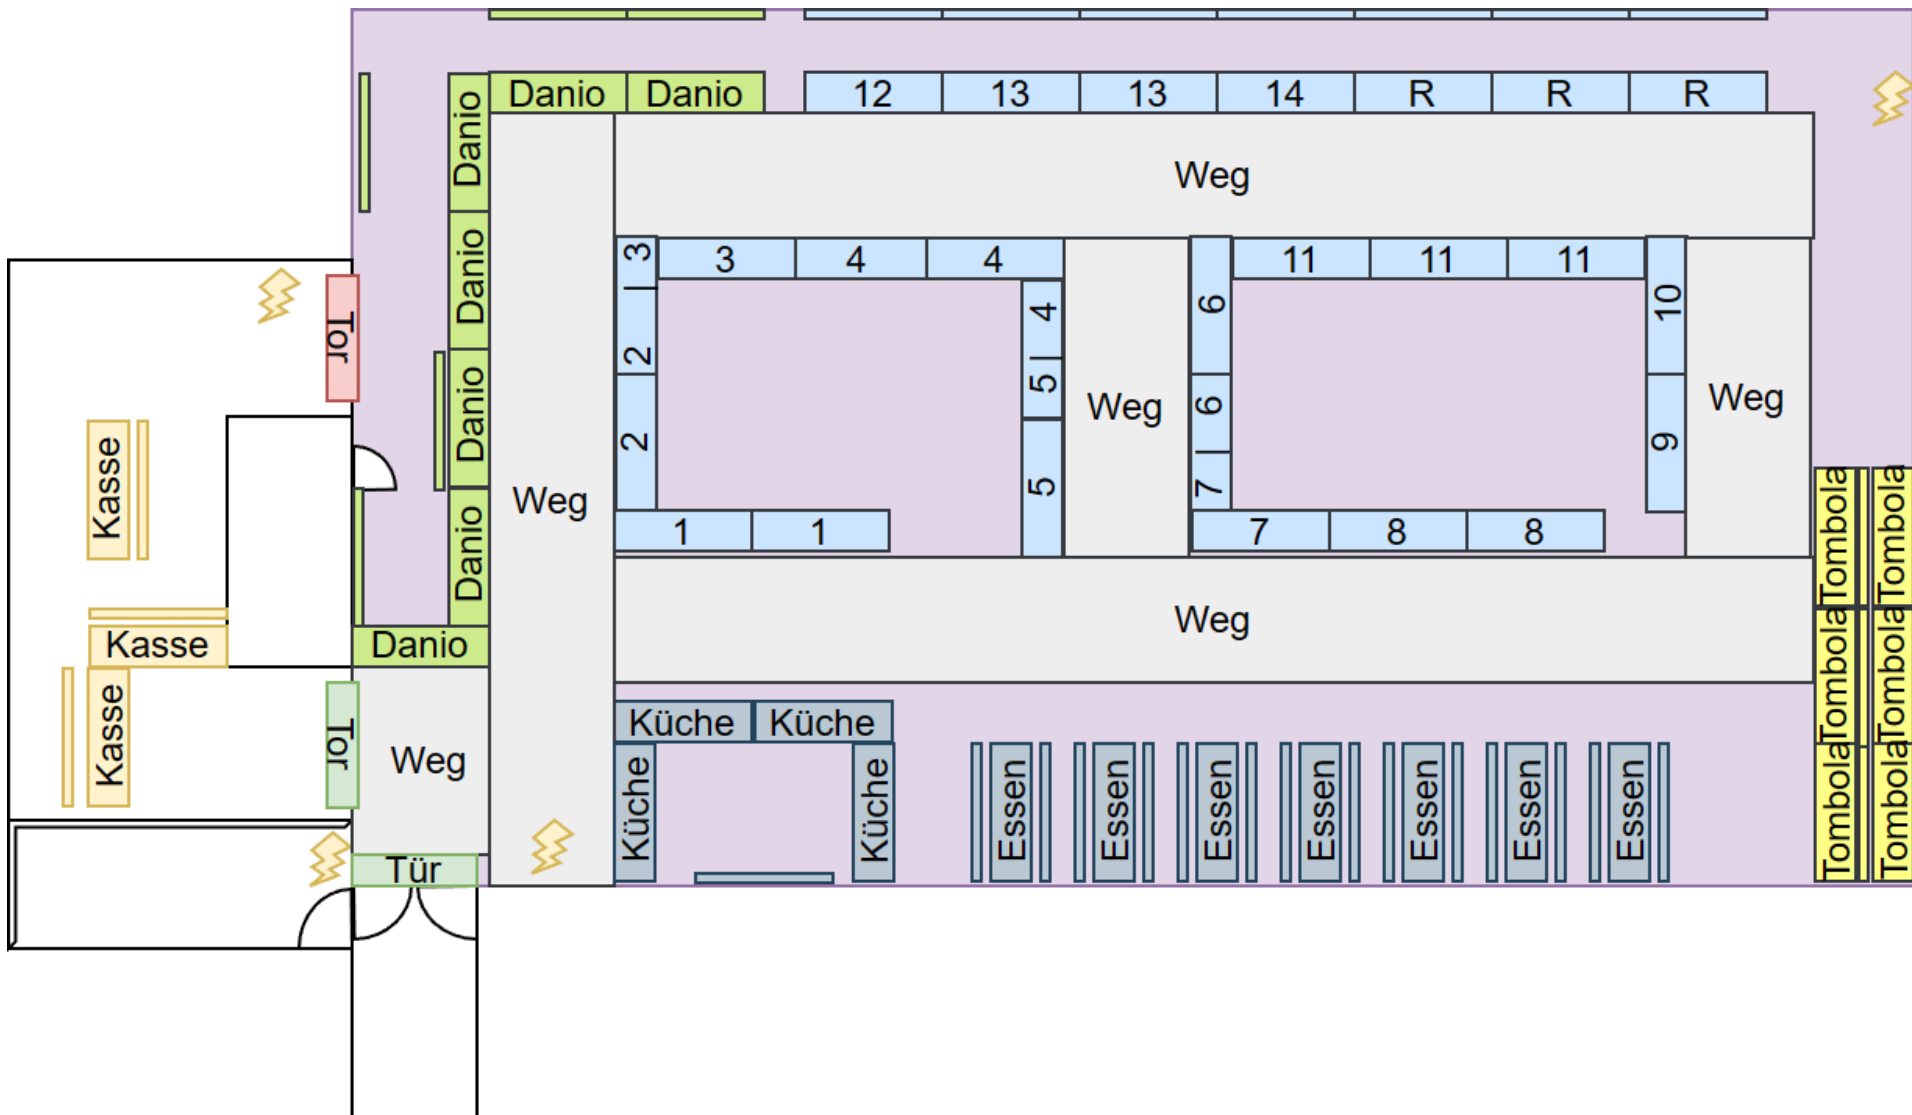 Danio
Danio
12
13
13
14
R
R
R
Danio
Weg
3
3
4
4
6
11
11
11
10
Danio
Tor
2
4
5
6
Weg
Weg
9
Danio
Kasse
2
5
7
Weg
1
1
7
8
8
Tombola
Tombola
Danio
Kasse
Danio
Weg
Tombola
Tombola
Kasse
Tor
Weg
Küche
Küche
Küche
Küche
Essen
Essen
Essen
Essen
Essen
Essen
Essen
Tombola
Tombola
Tür